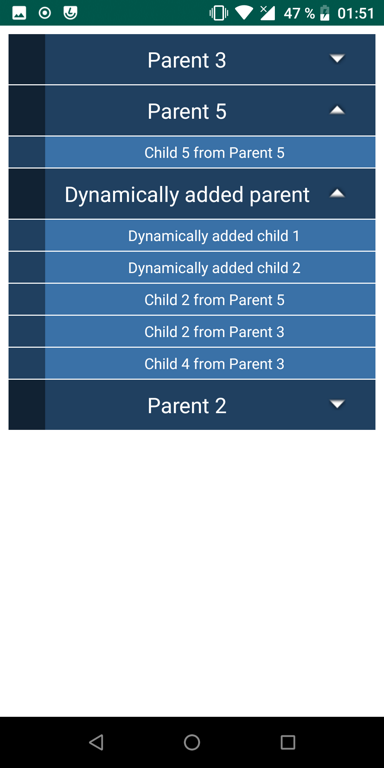 47 % 01:51
Parent 3
Parent 5
Child 5 from Parent 5
Dynamically added parent
Dynamically added child 1
Dynamically added child 2
Child 2 from Parent 5
Child 2 from Parent 3
Child 4 from Parent 3
Parent 2